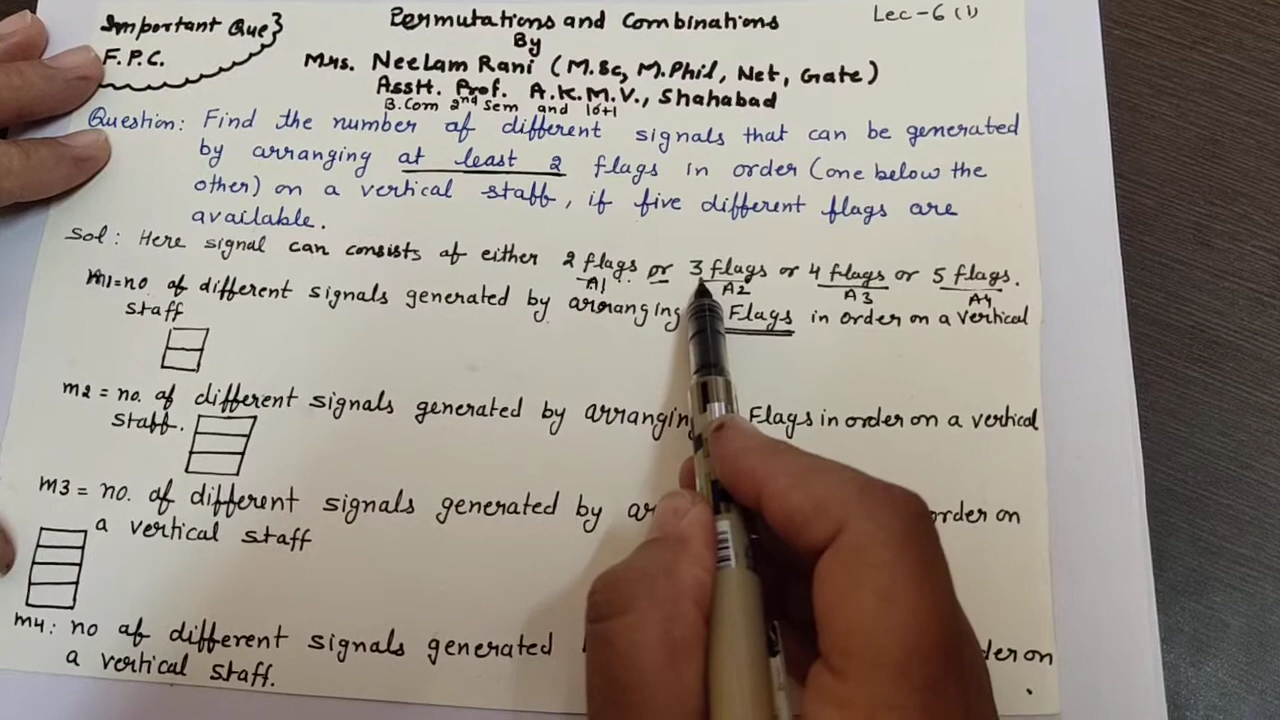 Important Que
F.P.C.
Permutations and Combinations
Lec-6 (1)
By
Mrs. Neelam Rani (M.Sc, M.Phil, Net, Gate)
Asstt. Prof. A.K.M.V., Shahabad
B.Com 2nd Sem and 10+1
Question: Find the number of different signals that can be generated
by arranging at least 2 flags in order (one below the
other) on a vertical staff, if five different flags are
available.
Sol: Here signal can consists of either 2 flags or 3 flags or 4 flags or 5 flags.
A1 A2 A3 A4
m1=no of different signals generated by arranging Flags in order on a vertical
staff
m2 = no. of different signals generated by arranging Flags in order on a vertical
staff.
m3 = no. of different signals generated by order on
a vertical staff
m4: no of different signals generated on
a vertical staff.